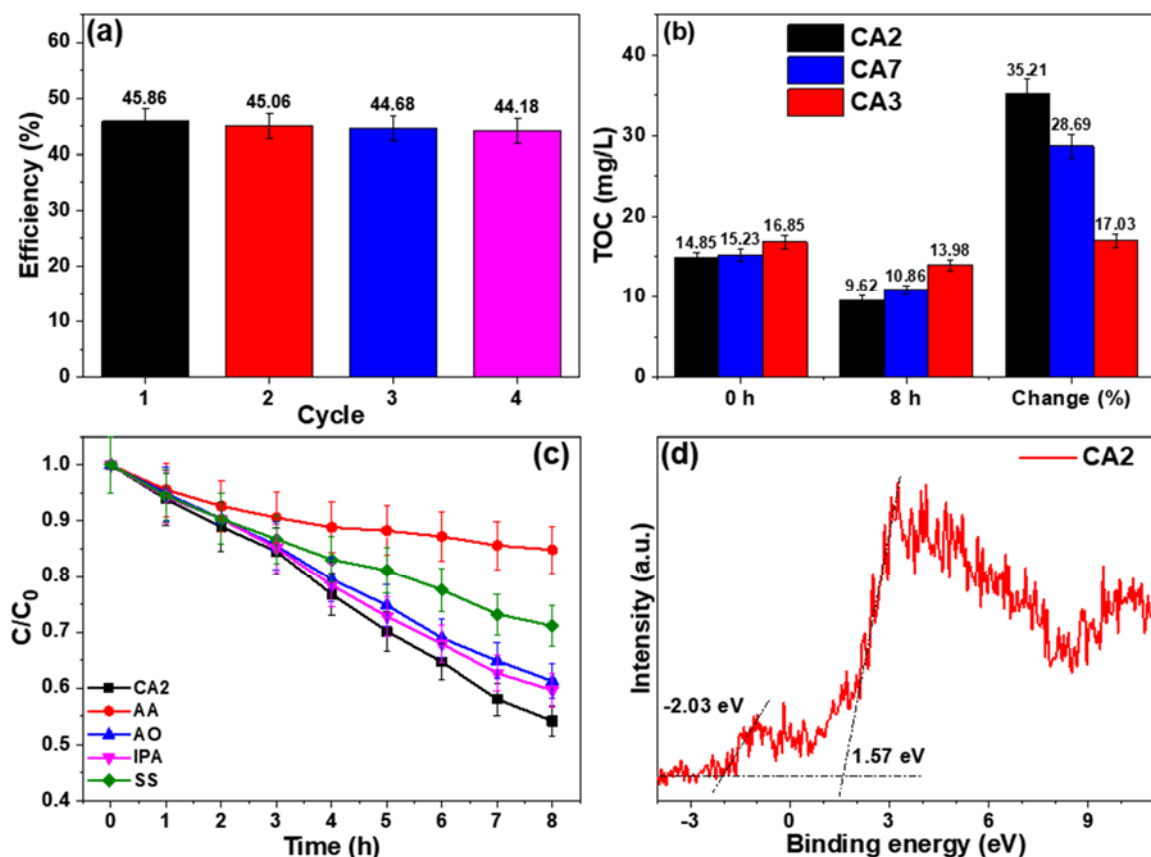 (a)
Efficiency (%)
60
50
40
30
20
10
0
45.86
45.06
44.68
44.18
1
2
3
4
Cycle
(b)
CA2
CA7
CA3
TOC (mg/L)
40
30
20
10
0
14.85
15.23
16.85
9.62
10.86
13.98
35.21
28.69
17.03
0 h
8 h
Change (%)
(c)
C/C0
1.0
0.9
0.8
0.7
0.6
0.5
0.4
CA2
AA
AO
IPA
SS
0
1
2
3
4
5
6
7
8
Time (h)
(d)
CA2
Intensity (a.u.)
-2.03 eV
1.57 eV
-3
0
3
6
9
Binding energy (eV)